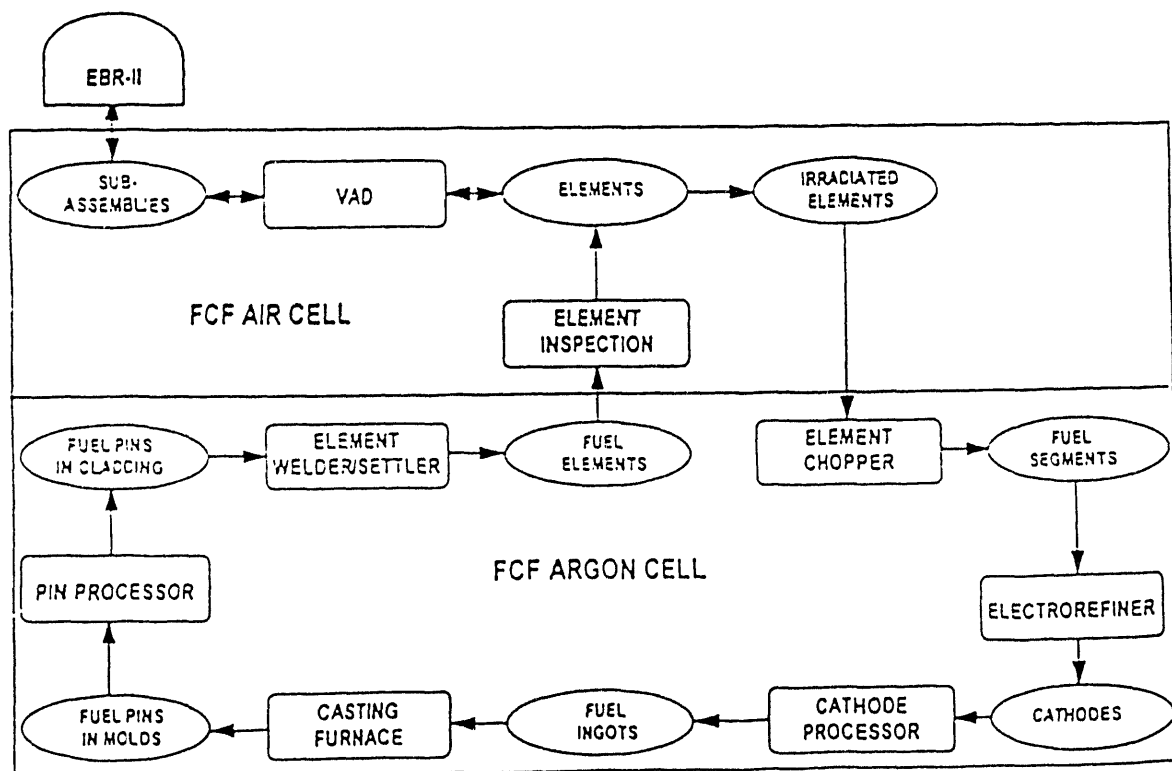 EBR-II
SUB-
ASSEMBLIES
VAD
ELEMENTS
IRRADIATED
ELEMENTS
FCF AIR CELL
ELEMENT
INSPECTION
FUEL PINS
IN CLADDING
ELEMENT
WELDER/SETTLER
FUEL
ELEMENTS
ELEMENT
CHOPPER
FUEL
SEGMENTS
FCF ARGON CELL
PIN PROCESSOR
ELECTROREFINER
FUEL PINS
IN MOLDS
CASTING
FURNACE
FUEL
INGOTS
CATHODE
PROCESSOR
CATHODES